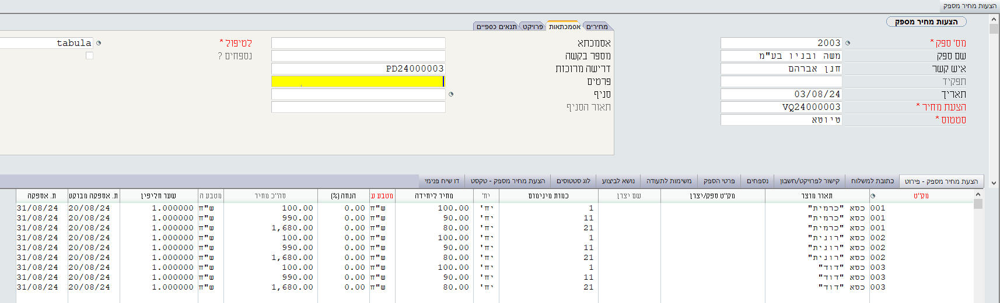 הצעות מחיר מספק
הצעות מחיר מספק
מחירים אסמכתאות פרויקט תנאים כספיים
מס' ספק * 2003
שם ספק משה ובניו בע"מ
איש קשר חנן אברהם
תפקיד
תאריך 03/08/24
הצעת מחיר * VQ24000003
סטטוס * טיוטא
אסמכתא
מספר בקשה
דרישה מרוכזת PD24000003
פרטים
סניף
תאור הסניף
לטיפול * tabula
נספחים ?
הצעת מחיר מספק - פירוט כתובת למשלוח קישור לפרויקט/חשבון נספחים פרטי הספק משימות לתעודה נושא לביצוע לוג סטטוסים הצעת מחיר מספק - טקסט דו שיח פנימי
מק"ט תאור מוצר מק"ט ספק/יצרן שם יצרן כמות מינימום יח' מחיר ליחידה מטבע ע הנחה (%) סה"כ מחיר מטבע ה שער חליפין ת. אספקה מבוקש ת. אספקה
001 כסא "כרמית" 1 יח' 100.00 ש"ח 0.00 100.00 ש"ח 1.000000 20/08/24 31/08/24
001 כסא "כרמית" 11 יח' 90.00 ש"ח 0.00 990.00 ש"ח 1.000000 20/08/24 31/08/24
001 כסא "כרמית" 21 יח' 80.00 ש"ח 0.00 1,680.00 ש"ח 1.000000 20/08/24 31/08/24
002 כסא "רונית" 1 יח' 100.00 ש"ח 0.00 100.00 ש"ח 1.000000 20/08/24 31/08/24
002 כסא "רונית" 11 יח' 90.00 ש"ח 0.00 990.00 ש"ח 1.000000 20/08/24 31/08/24
002 כסא "רונית" 21 יח' 80.00 ש"ח 0.00 1,680.00 ש"ח 1.000000 20/08/24 31/08/24
003 כסא "דוד" 1 יח' 100.00 ש"ח 0.00 100.00 ש"ח 1.000000 20/08/24 31/08/24
003 כסא "דוד" 11 יח' 90.00 ש"ח 0.00 990.00 ש"ח 1.000000 20/08/24 31/08/24
003 כסא "דוד" 21 יח' 80.00 ש"ח 0.00 1,680.00 ש"ח 1.000000 20/08/24 31/08/24